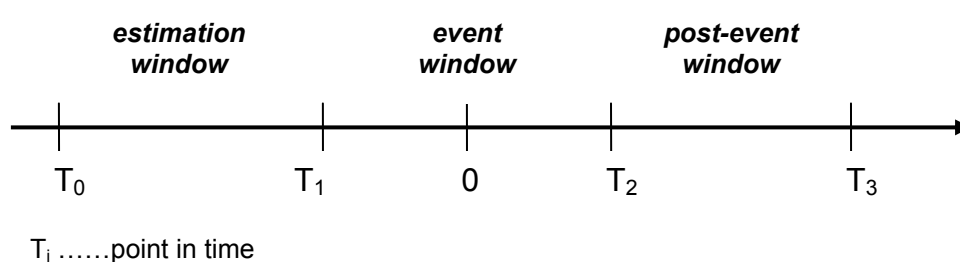 estimation window
event window
post-event window
T₀ T₁ 0 T₂ T₃
Tᵢ ……point in time